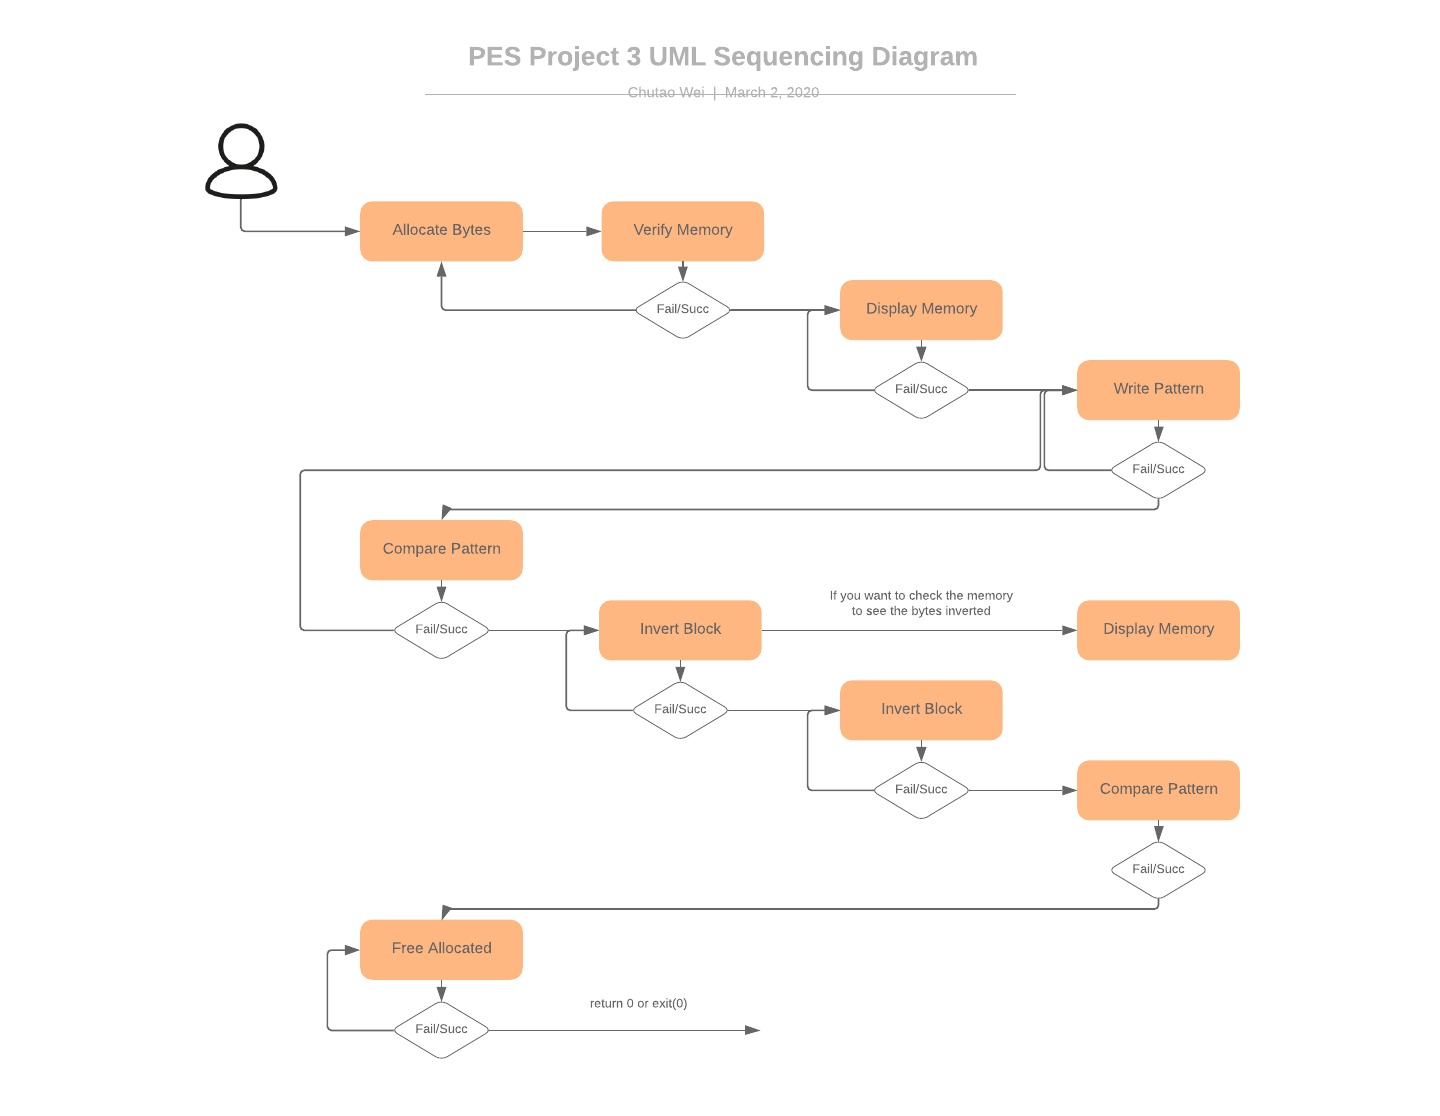 PES Project 3 UML Sequencing Diagram
Chutao Wei | March 2, 2020
Allocate Bytes
Verify Memory
Fail/Succ
Display Memory
Fail/Succ
Write Pattern
Fail/Succ
Compare Pattern
Fail/Succ
If you want to check the memory
to see the bytes inverted
Invert Block
Display Memory
Fail/Succ
Invert Block
Fail/Succ
Compare Pattern
Fail/Succ
Free Allocated
return 0 or exit(0)
Fail/Succ